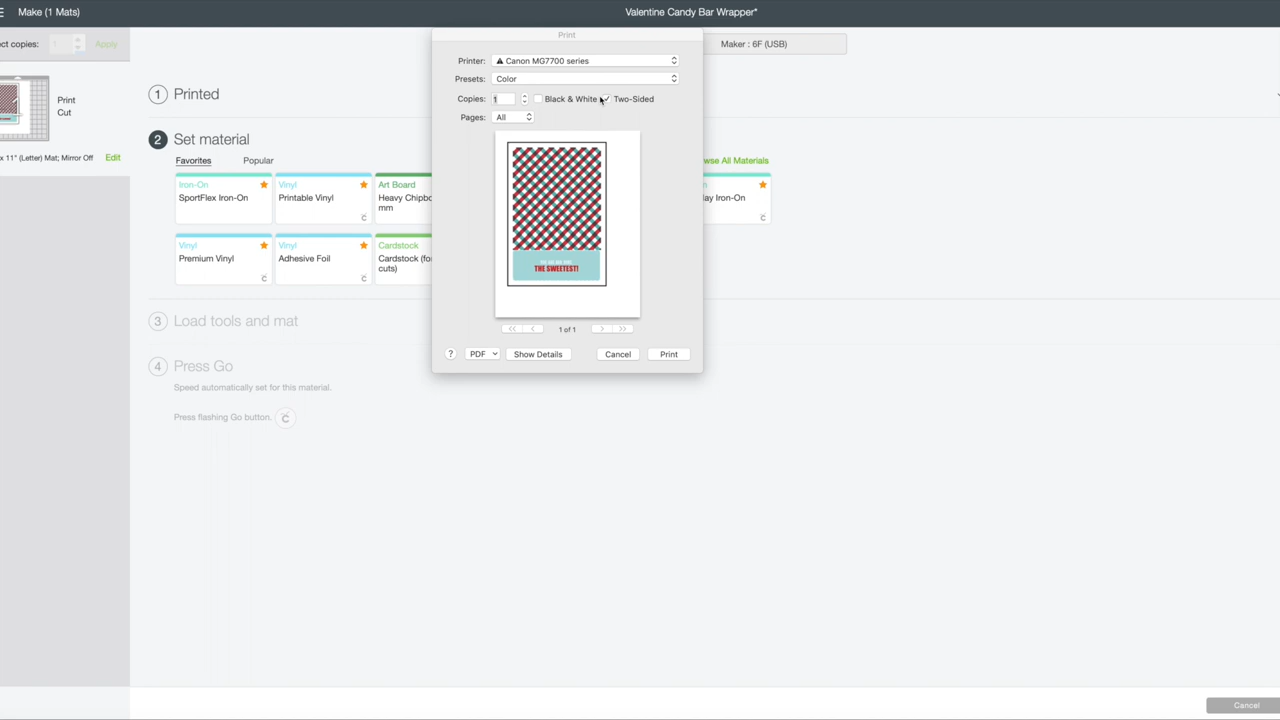 Make (1 Mats)
Valentine Candy Bar Wrapper*
ct copies: 1 Apply
Print
Maker : 6F (USB)
Printer: Canon MG7700 series
Presets: Color
Copies: 1 Black & White Two-Sided
Pages: All
Print
Cut
x 11" (Letter) Mat; Mirror Off Edit
1 Printed
2 Set material
Favorites Popular
wse All Materials
Iron-On
SportFlex Iron-On
Vinyl
Printable Vinyl
Art Board
Heavy Chipbo
mm
n
lay Iron-On
Vinyl
Premium Vinyl
Vinyl
Adhesive Foil
Cardstock
Cardstock (fo
cuts)
THE SWEETEST!
<< < 1 of 1 > >>
? PDF Show Details Cancel Print
3 Load tools and mat
4 Press Go
Speed automatically set for this material.
Press flashing Go button.
Cancel